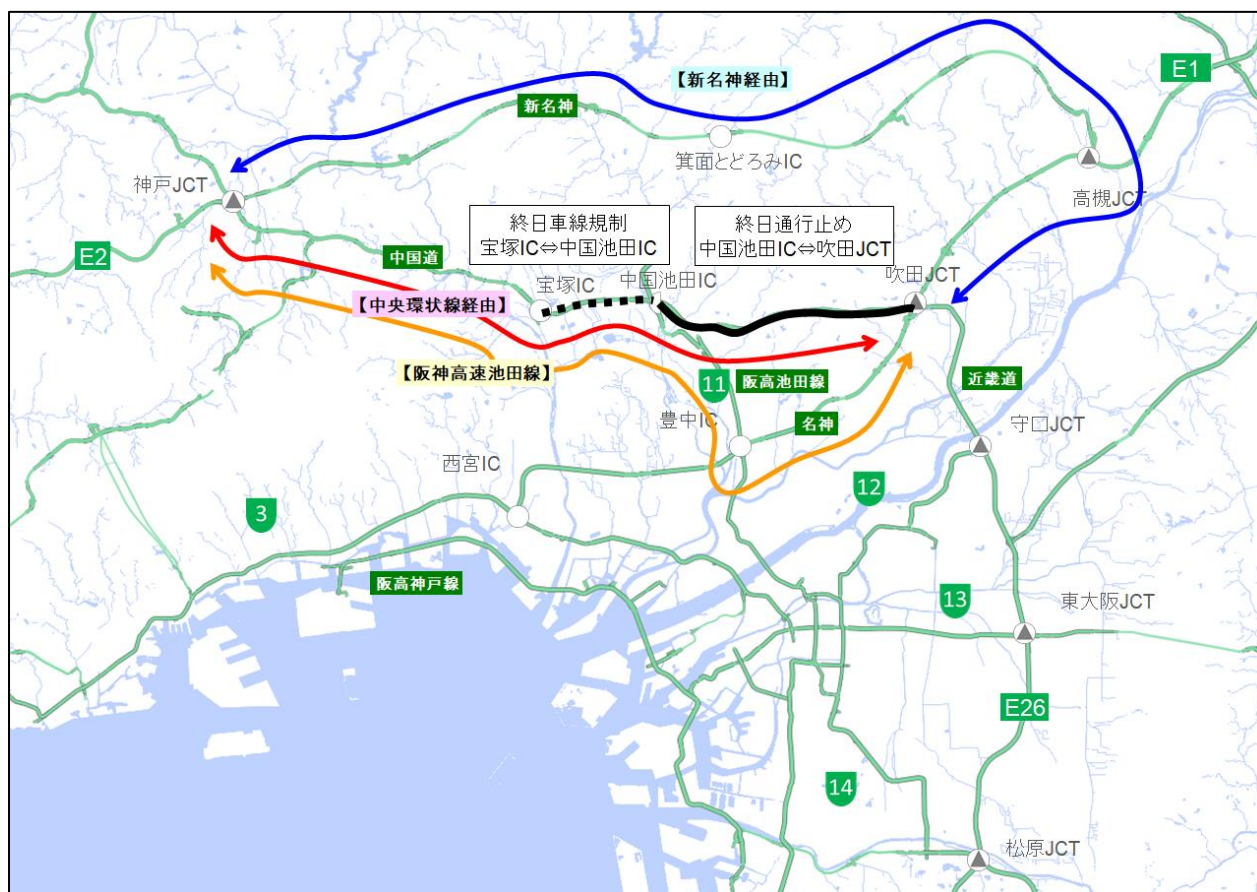 【新名神経由】
E1
新名神
箕面とどろみIC
神戸JCT
高槻JCT
終日車線規制
宝塚IC⇔中国池田IC
終日通行止め
中国池田IC⇔吹田JCT
E2
中国道
宝塚IC
中国池田IC
吹田JCT
【中央環状線経由】
【阪神高速池田線】
11
阪高池田線
近畿道
豊中IC
名神
守口JCT
西宮IC
12
3
阪高神戸線
13
東大阪JCT
E26
14
松原JCT